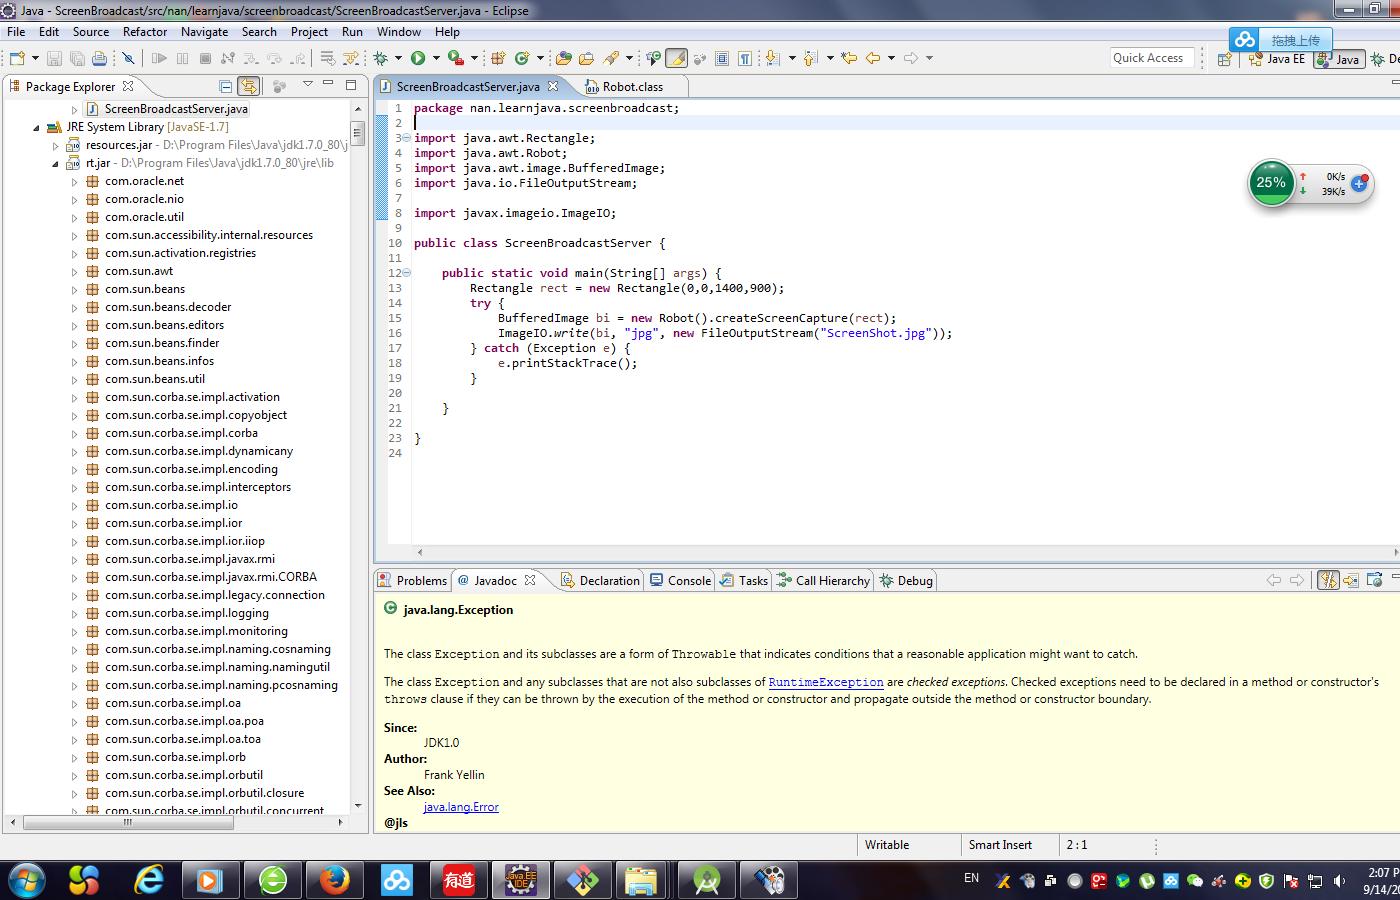 Java - ScreenBroadcast/src/nan/learnjava/screenbroadcast/ScreenBroadcastServer.java - Eclipse
File Edit Source Refactor Navigate Search Project Run Window Help
拖拽上传
Quick Access
Java EE
Java
De
Package Explorer
ScreenBroadcastServer.java
JRE System Library [JavaSE-1.7]
resources.jar - D:\Program Files\Java\jdk1.7.0_80\j
rt.jar - D:\Program Files\Java\jdk1.7.0_80\jre\lib
com.oracle.net
com.oracle.nio
com.oracle.util
com.sun.accessibility.internal.resources
com.sun.activation.registries
com.sun.awt
com.sun.beans
com.sun.beans.decoder
com.sun.beans.editors
com.sun.beans.finder
com.sun.beans.infos
com.sun.beans.util
com.sun.corba.se.impl.activation
com.sun.corba.se.impl.copyobject
com.sun.corba.se.impl.corba
com.sun.corba.se.impl.dynamicany
com.sun.corba.se.impl.encoding
com.sun.corba.se.impl.interceptors
com.sun.corba.se.impl.io
com.sun.corba.se.impl.ior
com.sun.corba.se.impl.ior.iiop
com.sun.corba.se.impl.javax.rmi
com.sun.corba.se.impl.javax.rmi.CORBA
com.sun.corba.se.impl.legacy.connection
com.sun.corba.se.impl.logging
com.sun.corba.se.impl.monitoring
com.sun.corba.se.impl.naming.cosnaming
com.sun.corba.se.impl.naming.namingutil
com.sun.corba.se.impl.naming.pcosnaming
com.sun.corba.se.impl.oa
com.sun.corba.se.impl.oa.poa
com.sun.corba.se.impl.oa.toa
com.sun.corba.se.impl.orb
com.sun.corba.se.impl.orbutil
com.sun.corba.se.impl.orbutil.closure
com.sun.corba.se.impl.orbutil.concurrent
ScreenBroadcastServer.java
Robot.class
1 package nan.learnjava.screenbroadcast;
2
3 import java.awt.Rectangle;
4 import java.awt.Robot;
5 import java.awt.image.BufferedImage;
6 import java.io.FileOutputStream;
7
8 import javax.imageio.ImageIO;
9
10 public class ScreenBroadcastServer {
11
12 public static void main(String[] args) {
13 Rectangle rect = new Rectangle(0,0,1400,900);
14 try {
15 BufferedImage bi = new Robot().createScreenCapture(rect);
16 ImageIO.write(bi, "jpg", new FileOutputStream("ScreenShot.jpg"));
17 } catch (Exception e) {
18 e.printStackTrace();
19 }
20
21 }
22
23 }
24
25%
0K/s
39K/s
Problems @ Javadoc Declaration Console Tasks Call Hierarchy Debug
java.lang.Exception
The class Exception and its subclasses are a form of Throwable that indicates conditions that a reasonable application might want to catch.
The class Exception and any subclasses that are not also subclasses of RuntimeException are checked exceptions. Checked exceptions need to be declared in a method or constructor's
throws clause if they can be thrown by the execution of the method or constructor and propagate outside the method or constructor boundary.
Since:
JDK1.0
Author:
Frank Yellin
See Also:
java.lang.Error
@jls
Writable
Smart Insert
2 : 1
有道
Java EE
IDE
EN
2:07 P
9/14/20